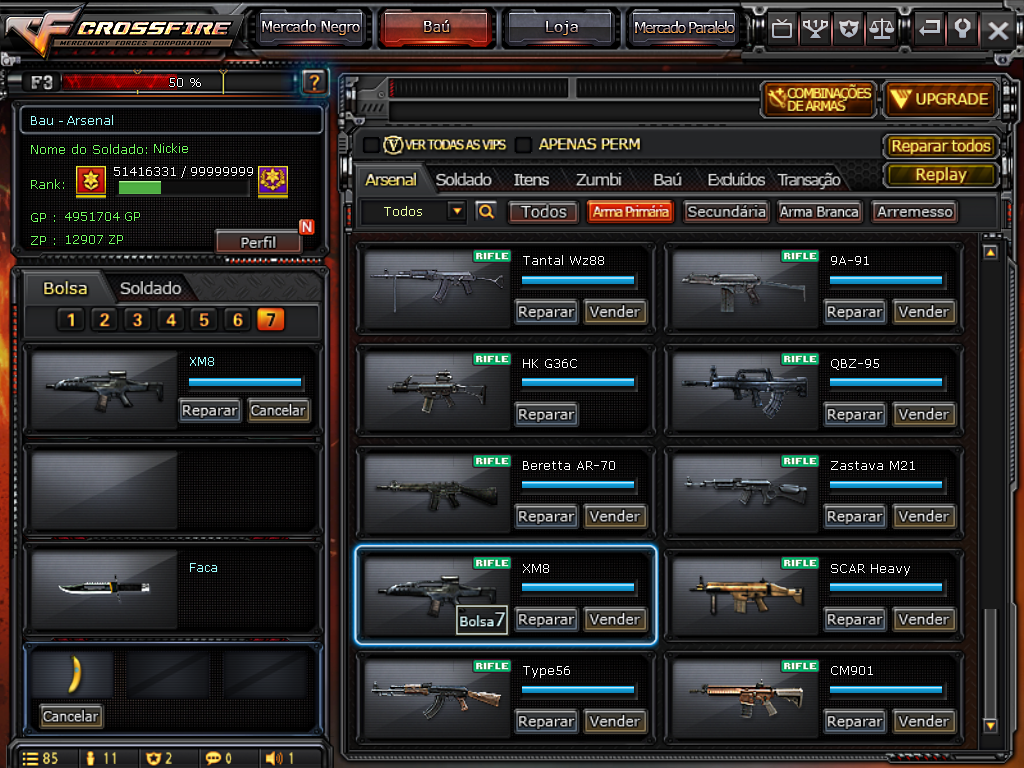 CROSSFIRE
MERCENARY FORCES CORPORATION
Mercado Negro
Baú
Loja
Mercado Paralelo
F3
50 %
?
COMBINAÇÕES
DE ARMAS
UPGRADE
Bau - Arsenal
Nome do Soldado: Nickie
Rank:
51416331 / 99999999
GP : 4951704 GP
ZP : 12907 ZP
N
Perfil
V VER TODAS AS VIPS
APENAS PERM
Reparar todos
Replay
Arsenal
Soldado
Itens
Zumbi
Baú
Excluídos
Transação
Todos
Todos
Arma Primária
Secundária
Arma Branca
Arremesso
Bolsa
Soldado
1 2 3 4 5 6 7
XM8
Reparar
Cancelar
Faca
Cancelar
85
11
2
0
1
RIFLE
Tantal Wz88
Reparar
Vender
RIFLE
9A-91
Reparar
Vender
RIFLE
HK G36C
Reparar
RIFLE
QBZ-95
Reparar
Vender
RIFLE
Beretta AR-70
Reparar
Vender
RIFLE
Zastava M21
Reparar
Vender
RIFLE
XM8
Bolsa7
Reparar
Vender
RIFLE
SCAR Heavy
Reparar
Vender
RIFLE
Type56
Reparar
Vender
RIFLE
CM901
Reparar
Vender